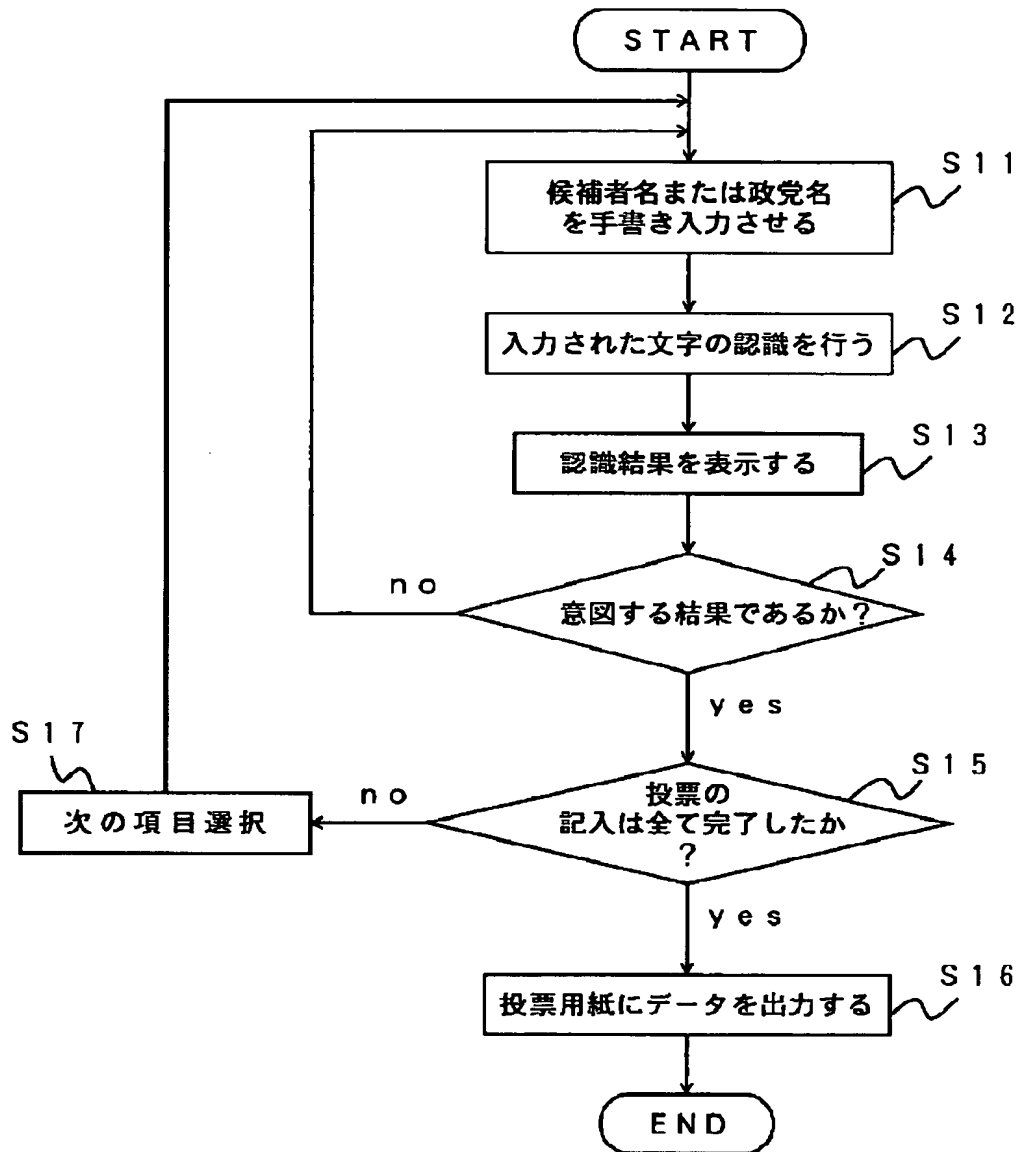 START
S11
候補者名または政党名
を手書き入力させる
S12
入力された文字の認識を行う
S13
認識結果を表示する
S14
no
意図する結果であるか?
yes
S17
S15
次の項目選択
no
投票の
記入は全て完了したか
?
yes
S16
投票用紙にデータを出力する
END